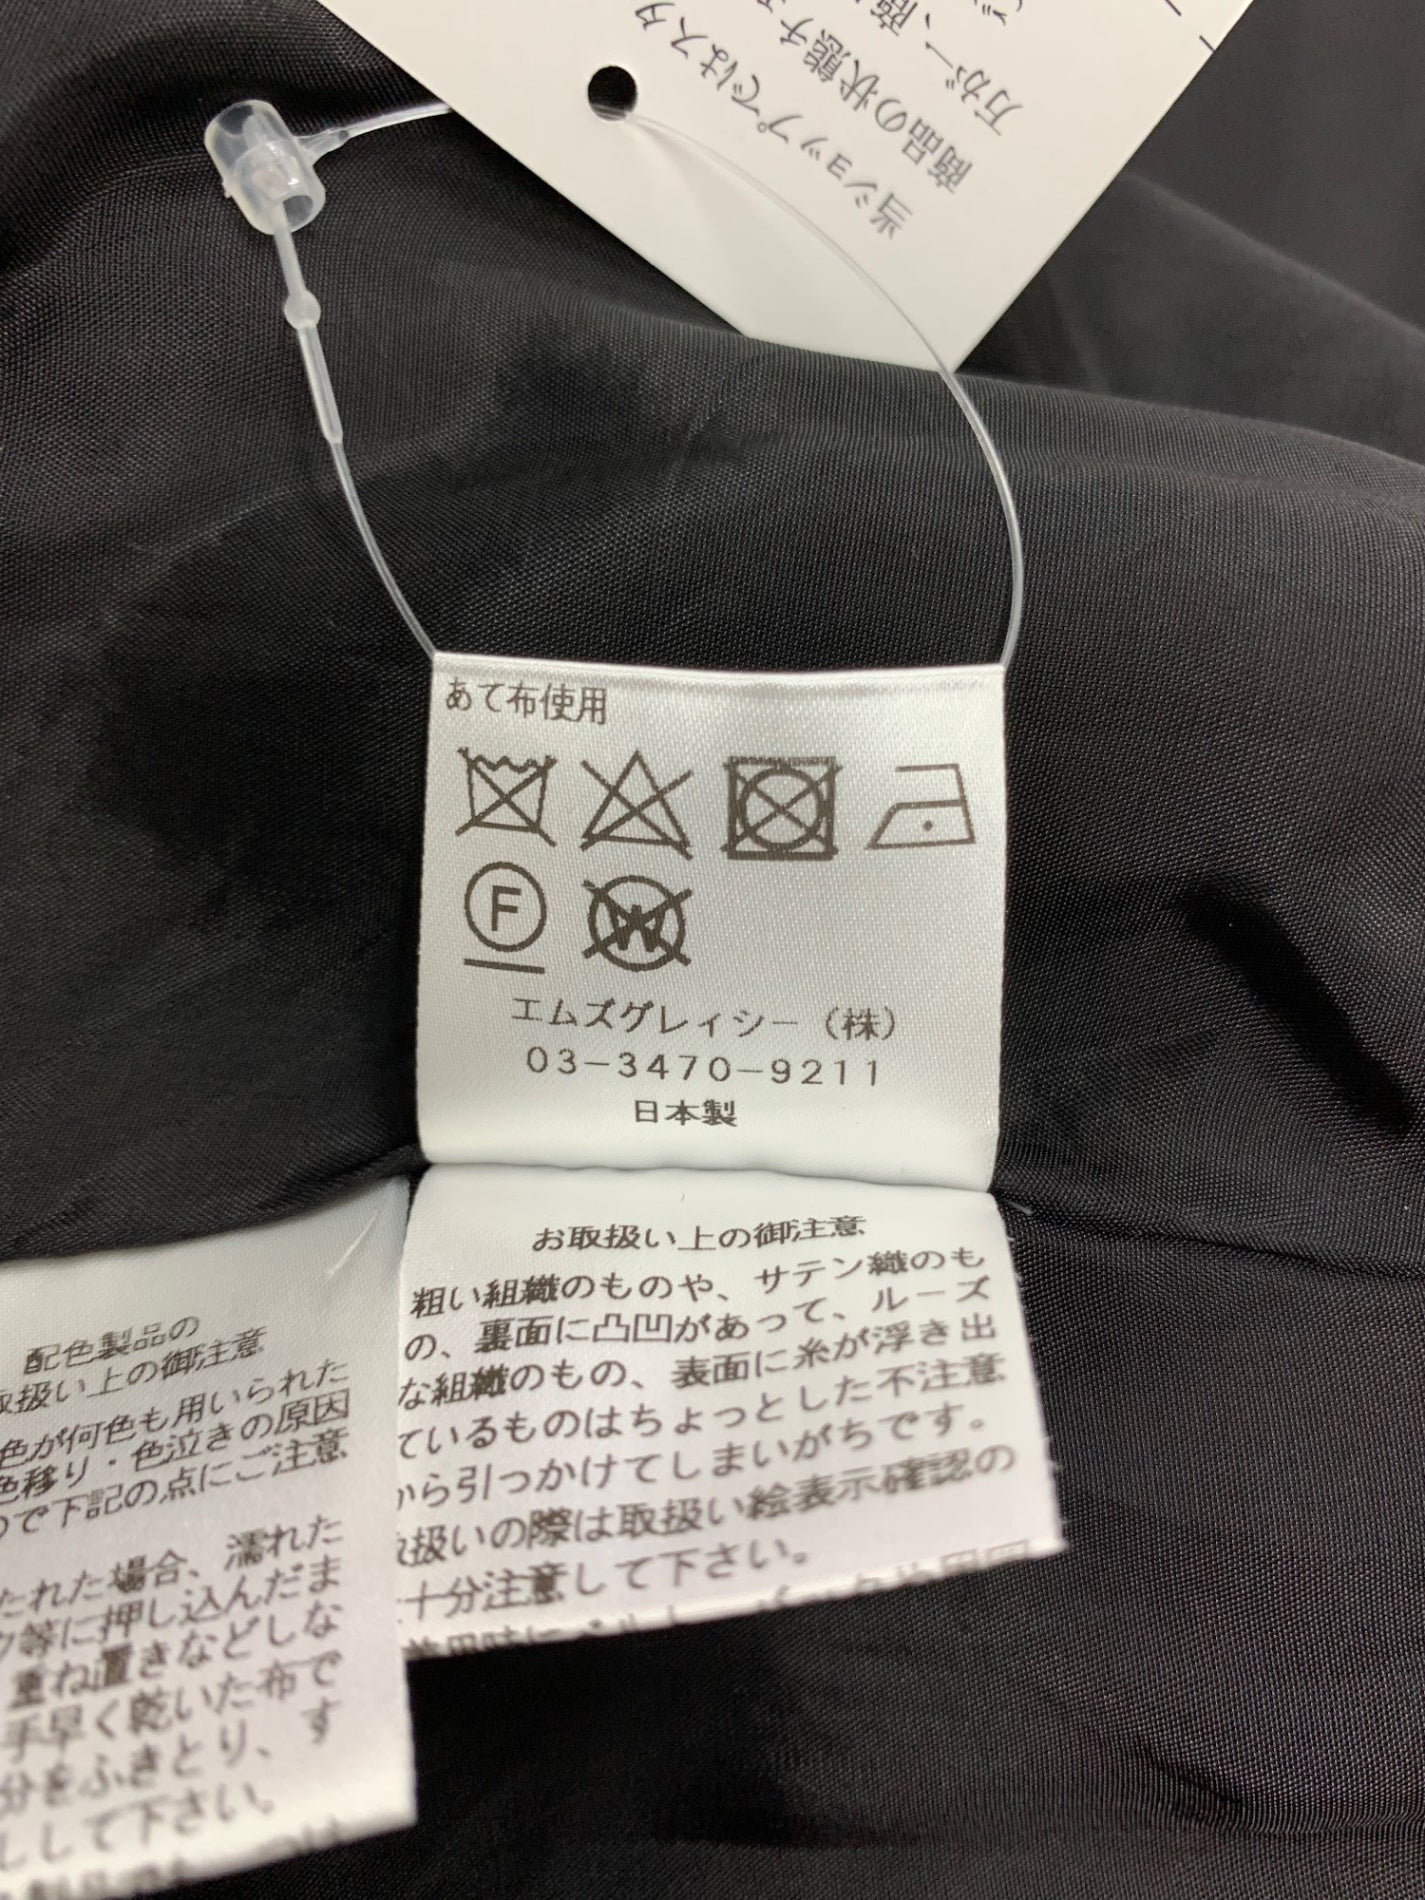 当ショップではスタ
商品の状態チェ
万が一、商
あて布使用
F
W
エムズグレィシー（株）
03-3470-9211
日本製
お取扱い上の御注意
粗い組織のものや、サテン織のも
の、裏面に凸凹があって、ルーズ
な組織のもの、表面に糸が浮き出
ているものはちょっとした不注意
から引っかけてしまいがちです。
取扱いの際は取扱い絵表示確認の
十分注意して下さい。
配色製品の
取扱い上の御注意
色が何色も用いられた
色移り・色泣きの原因
ので下記の点にご注意
たれた場合、濡れた
ク等に押し込んだま
重ね置きなどしな
手早く乾いた布で
分をふきとり、す
しして下さい。